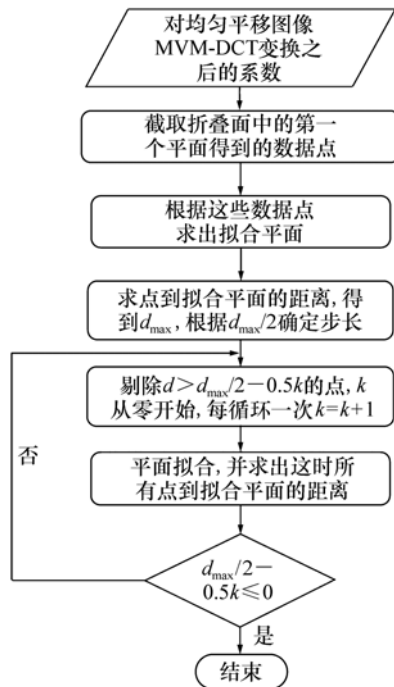 对均匀平移图像
MVM-DCT变换之
后的系数
截取折叠面中的第一
个平面得到的数据点
根据这些数据点
求出拟合平面
求点到拟合平面的距离, 得
到dmax, 根据dmax/2确定步长
剔除d>dmax/2-0.5k的点, k
从零开始, 每循环一次k=k+1
否
平面拟合, 并求出这时所
有点到拟合平面的距离
dmax/2-
0.5k≤0
是
结束